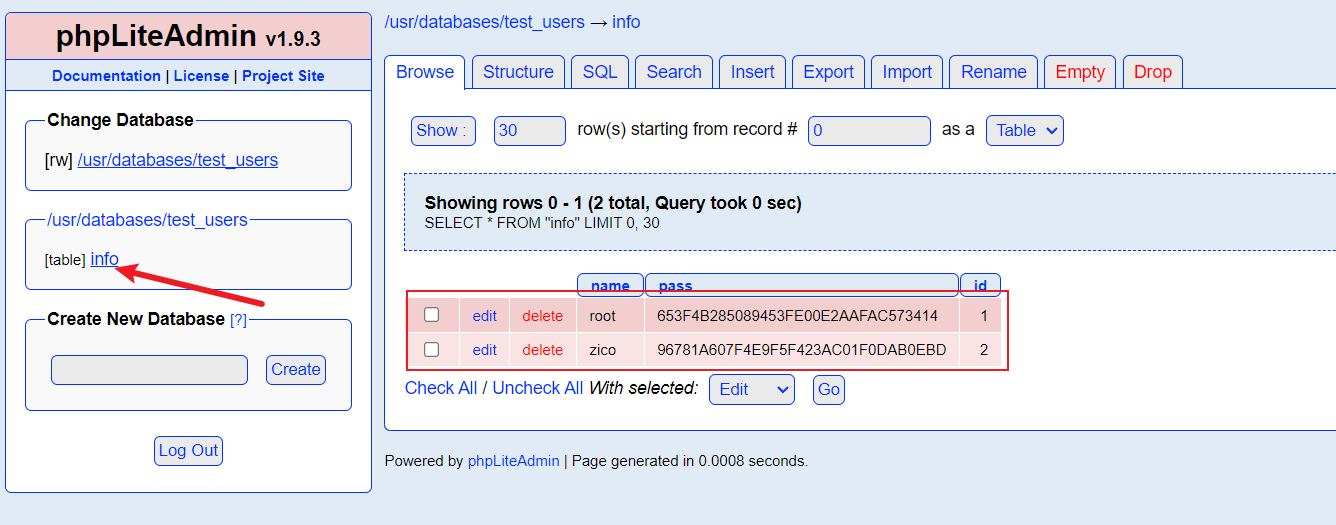 phpLiteAdmin v1.9.3
Documentation | License | Project Site
Change Database
[rw] /usr/databases/test_users
/usr/databases/test_users
[table] info
Create New Database [?]
Create
Log Out
/usr/databases/test_users → info
Browse Structure SQL Search Insert Export Import Rename Empty Drop
Show : 30 row(s) starting from record # 0 as a Table
Showing rows 0 - 1 (2 total, Query took 0 sec)
SELECT * FROM "info" LIMIT 0, 30
name pass id
edit delete root 653F4B285089453FE00E2AAFAC573414 1
edit delete zico 96781A607F4E9F5F423AC01F0DAB0EBD 2
Check All / Uncheck All With selected: Edit Go
Powered by phpLiteAdmin | Page generated in 0.0008 seconds.